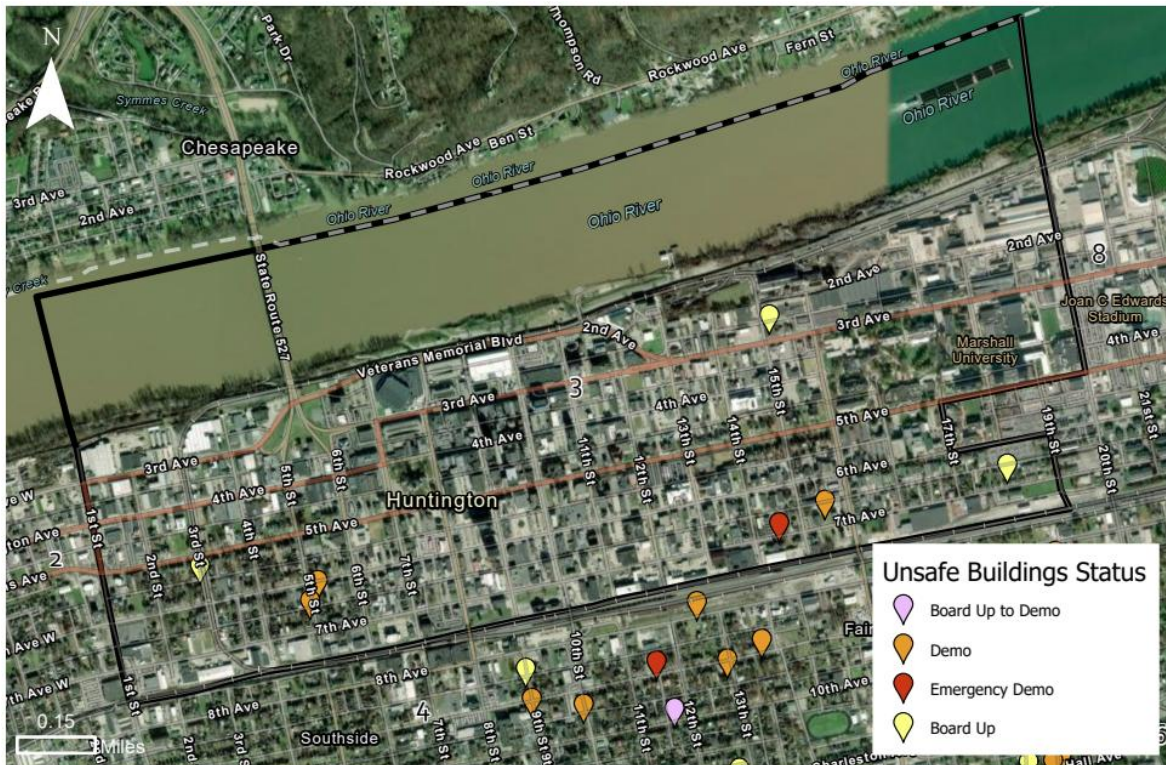 N
Park Dr
Thompson Rd
Rockwood Ave
Fern St
Symmes Creek
Chesapeake
Rockwood Ave
Ben St
Ohio River
Ohio River
Ohio River
Ohio River
Ohio River
3rd Ave
2nd Ave
Creek
State Route 527
2nd Ave
8
Joan C Edwards
Stadium
Marshall
University
4th Ave
Veterans Memorial Blvd
2nd Ave
3rd Ave
3rd Ave
3
4th Ave
4th Ave
15th St
14th St
13th St
12th St
11th St
5th Ave
17th St
19th St
20th St
21st St
3rd Ave
4th Ave
5th Ave
6th Ave
7th Ave
Huntington
2
1st St
2nd St
3rd St
4th St
5th St
6th St
5th St
6th St
7th St
7th Ave
1st St
8th Ave
8th Ave
4
Southside
7th St
8th St
9th St
10th St
11th St
12th St
13th St
10th Ave
0.15
Miles
Unsafe Buildings Status
Board Up to Demo
Demo
Emergency Demo
Board Up